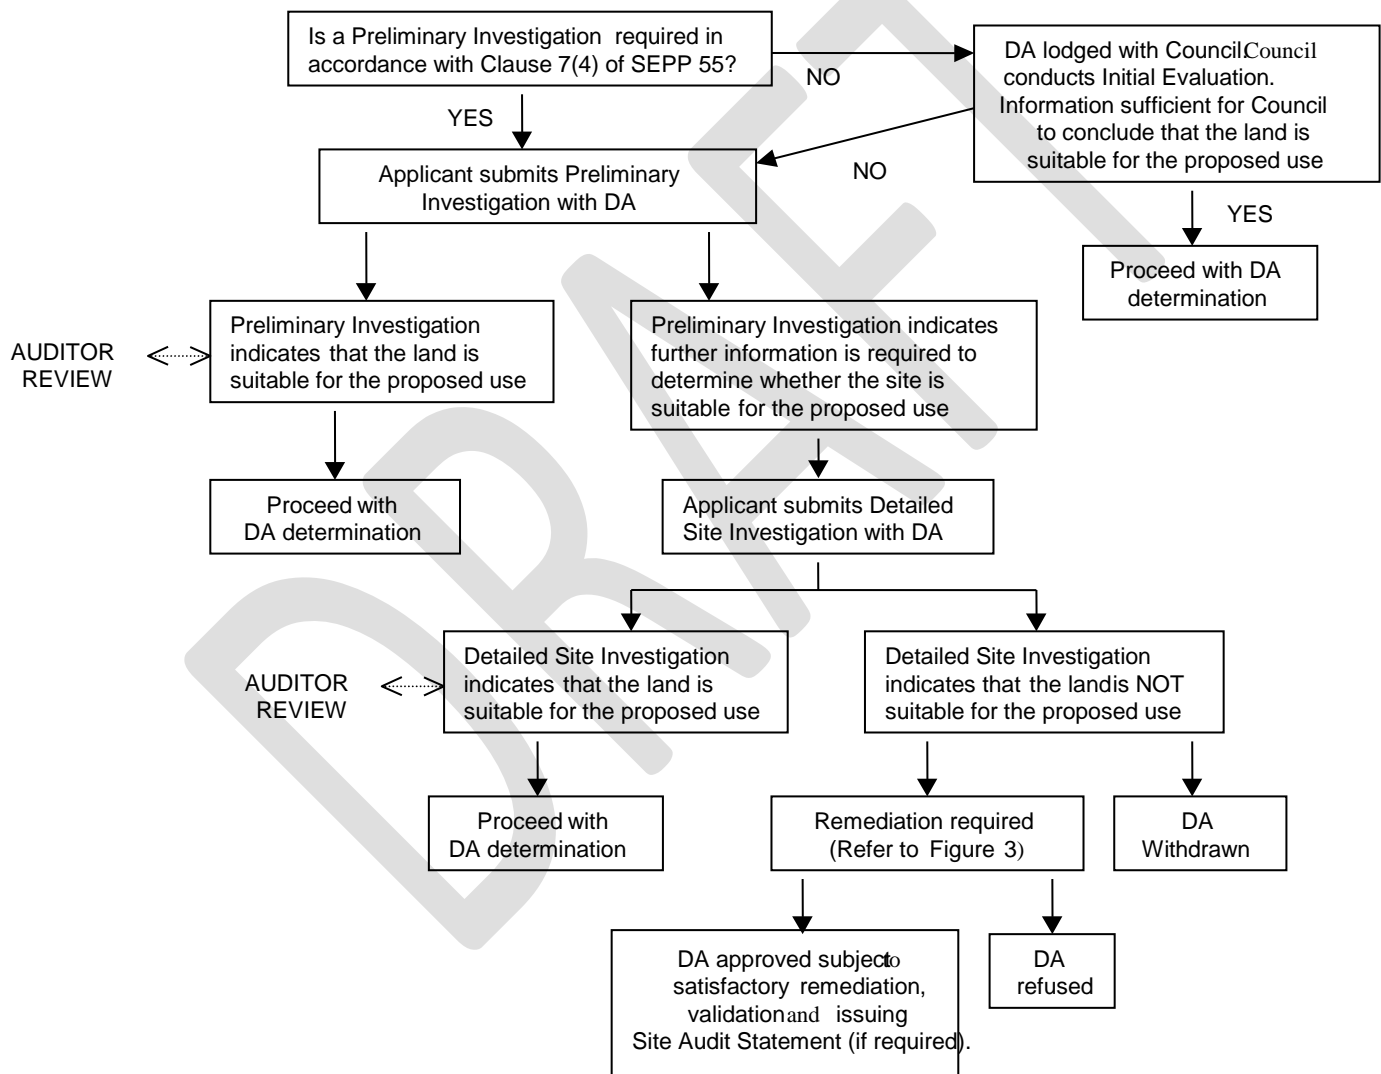 Is a Preliminary Investigation required in
accordance with Clause 7(4) of SEPP 55?
NO
DA lodged with CouncilCouncil
conducts Initial Evaluation.
Information sufficient for Council
to conclude that the land is
suitable for the proposed use
YES
NO
Applicant submits Preliminary
Investigation with DA
YES
Proceed with DA
determination
AUDITOR
REVIEW
Preliminary Investigation
indicates that the land is
suitable for the proposed use
Preliminary Investigation indicates
further information is required to
determine whether the site is
suitable for the proposed use
Proceed with
DA determination
Applicant submits Detailed
Site Investigation with DA
AUDITOR
REVIEW
Detailed Site Investigation
indicates that the land is
suitable for the proposed use
Detailed Site Investigation
indicates that the landis NOT
suitable for the proposed use
Proceed with
DA determination
Remediation required
(Refer to Figure 3)
DA
Withdrawn
DA approved subjectto
satisfactory remediation,
validation and issuing
Site Audit Statement (if required).
DA
refused
DRAFT